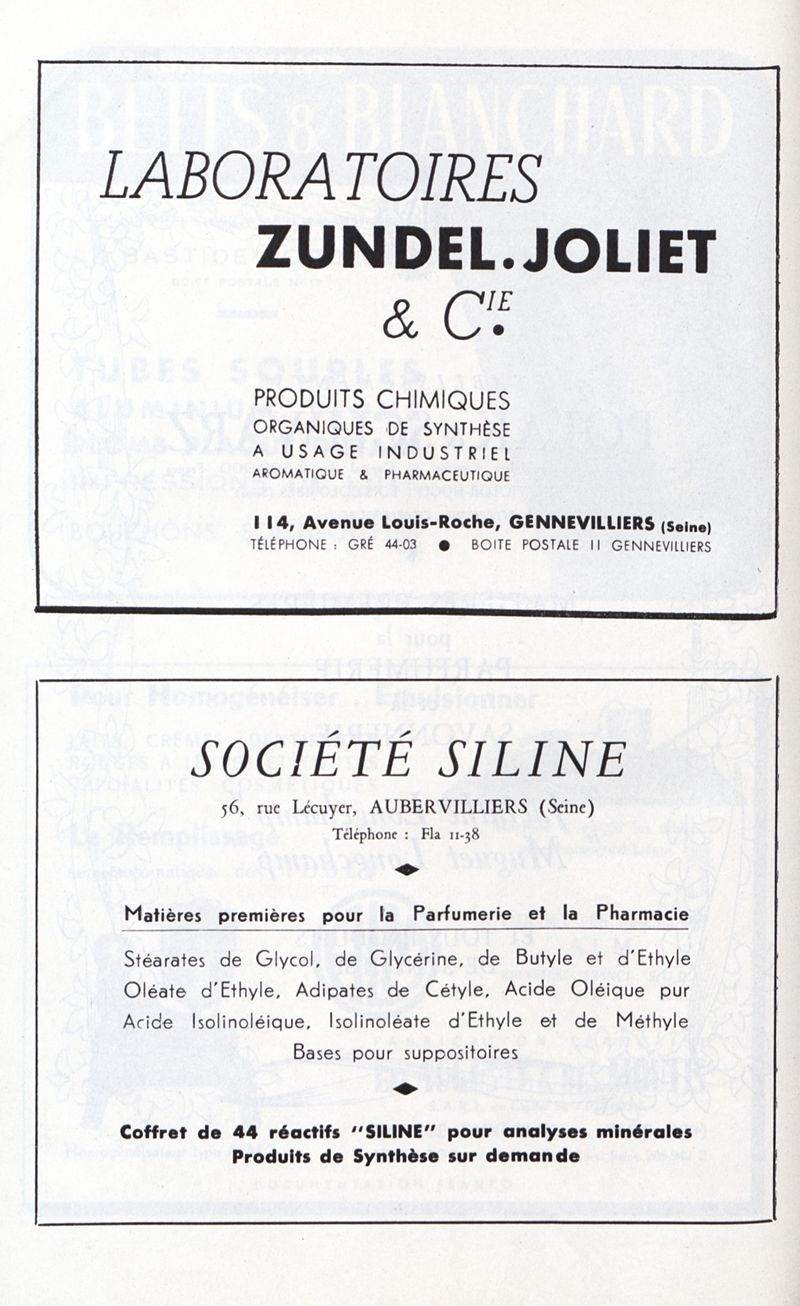 LABORATOIRES
ZUNDEL.JOLIET
& CIE.
PRODUITS CHIMIQUES
ORGANIQUES DE SYNTHÈSE
A USAGE INDUSTRIEL
AROMATIQUE & PHARMACEUTIQUE
114, Avenue Louis-Roche, GENNEVILLIERS (Seine)
TÉLÉPHONE : GRÉ 44-03 ● BOITE POSTALE 11 GENNEVILLIERS
SOCIÉTÉ SILINE
56, rue Lécuyer, AUBERVILLIERS (Seine)
Téléphone : Fla 11-38
Matières premières pour la Parfumerie et la Pharmacie
Stéarates de Glycol, de Glycérine, de Butyle et d'Ethyle
Oléate d'Ethyle, Adipates de Cétyle, Acide Oléique pur
Acide Isolinoléique, Isolinoléate d'Ethyle et de Méthyle
Bases pour suppositoires
Coffret de 44 réactifs "SILINE" pour analyses minérales
Produits de Synthèse sur demande